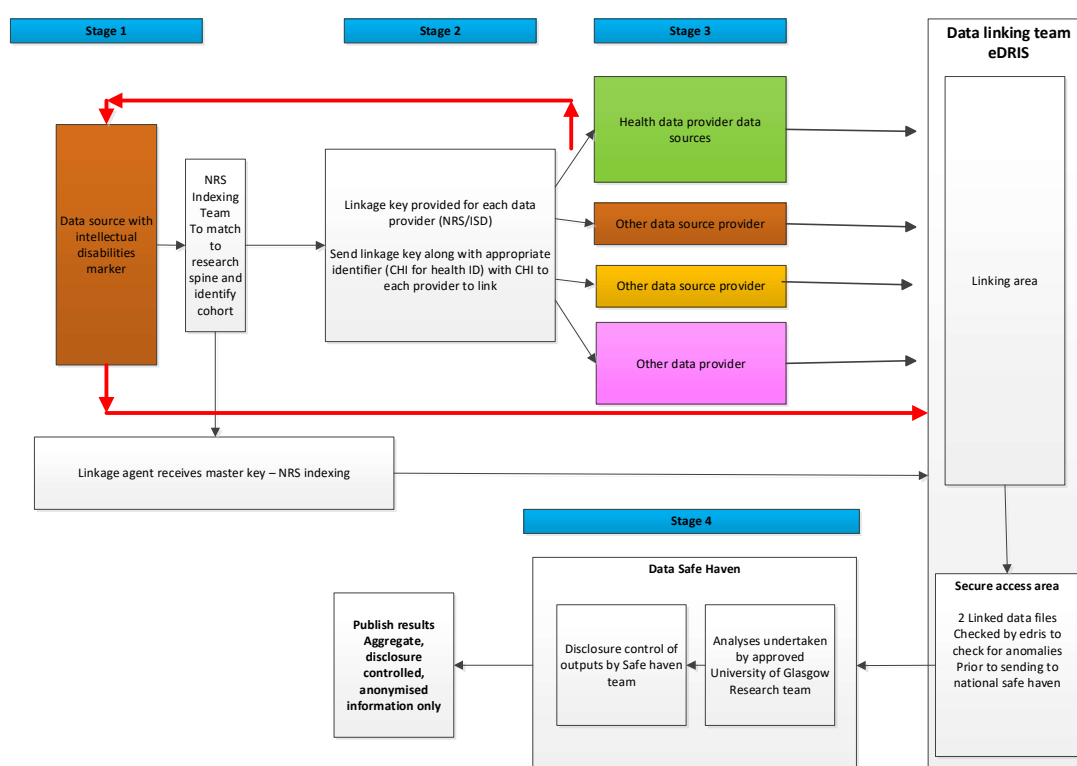 Stage 1
Stage 2
Stage 3
Data linking team
eDRIS
Data source with
intellectual
disabilities
marker
NRS
Indexing
Team
To match
to
research
spine and
identify
cohort
Linkage key provided for each data
provider (NRS/ISD)
Send linkage key along with appropriate
identifier (CHI for health ID) with CHI to
each provider to link
Health data provider data
sources
Other data source provider
Other data source provider
Other data provider
Linking area
Linkage agent receives master key – NRS indexing
Stage 4
Data Safe Haven
Publish results
Aggregate,
disclosure
controlled,
anonymised
information only
Disclosure control of
outputs by Safe haven
team
Analyses undertaken
by approved
University of Glasgow
Research team
Secure access area
2 Linked data files
Checked by edris to
check for anomalies
Prior to sending to
national safe haven